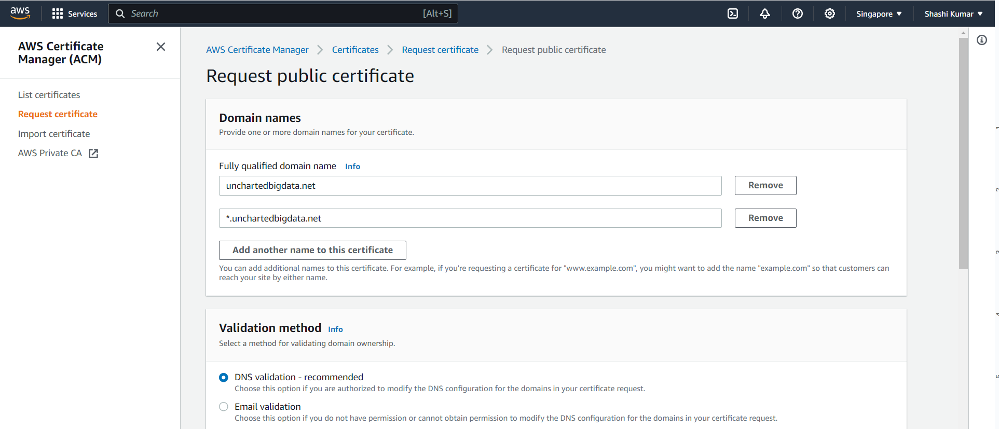 aws
Services
Search
[Alt+S]
Singapore
Shashi Kumar
AWS Certificate
Manager (ACM)
List certificates
Request certificate
Import certificate
AWS Private CA
AWS Certificate Manager
Certificates
Request certificate
Request public certificate
Request public certificate
Domain names
Provide one or more domain names for your certificate.
Fully qualified domain name Info
unchartedbigdata.net
Remove
*.unchartedbigdata.net
Remove
Add another name to this certificate
You can add additional names to this certificate. For example, if you're requesting a certificate for "www.example.com", you might want to add the name "example.com" so that customers can
reach your site by either name.
Validation method Info
Select a method for validating domain ownership.
DNS validation - recommended
Choose this option if you are authorized to modify the DNS configuration for the domains in your certificate request.
Email validation
Choose this option if you do not have permission or cannot obtain permission to modify the DNS configuration for the domains in your certificate request.